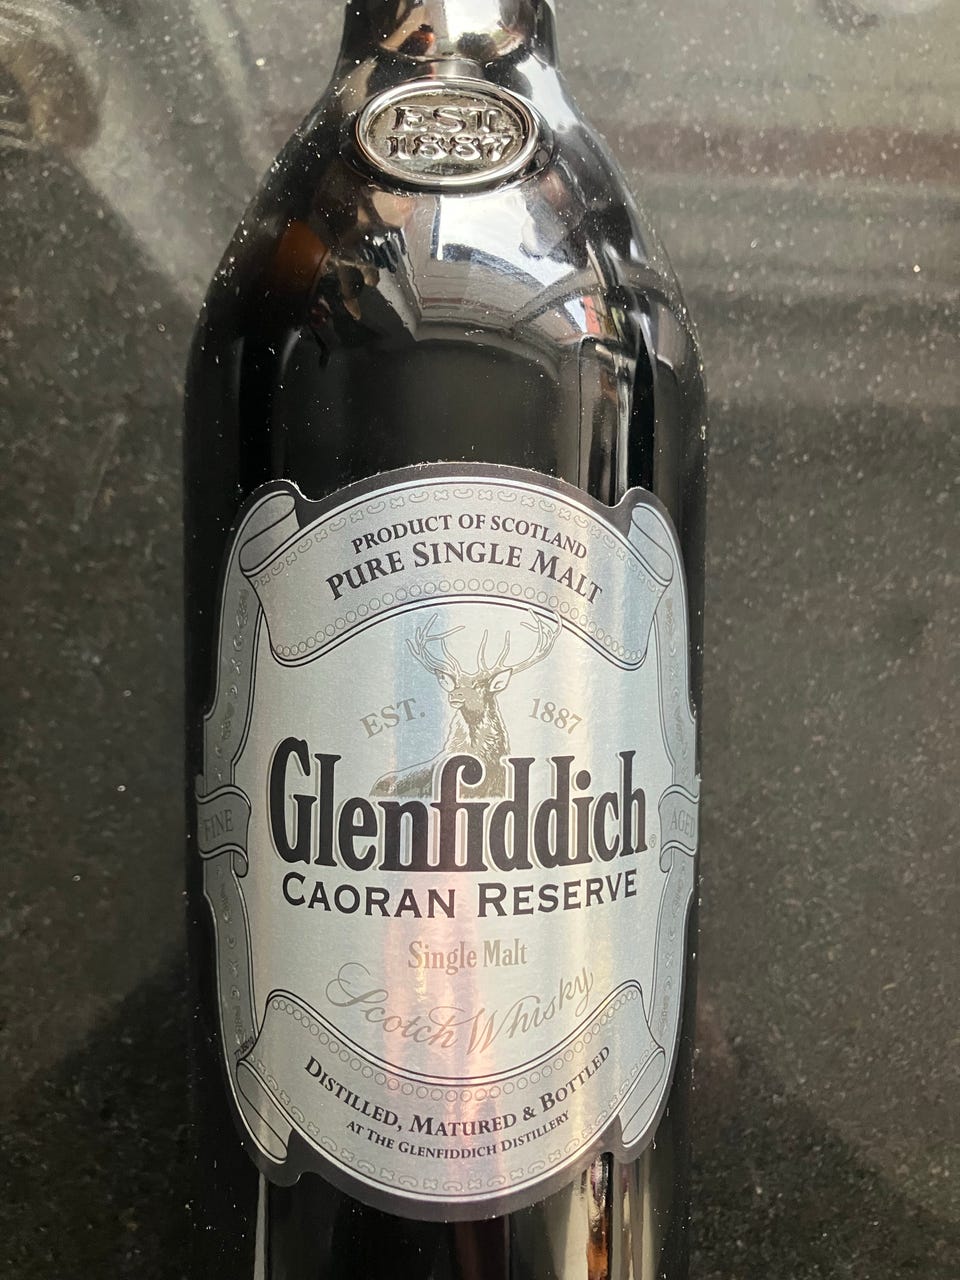 EST.
1887
PRODUCT OF SCOTLAND
PURE SINGLE MALT
EST. 1887
Glenfiddich
CAORAN RESERVE
FINE
AGED
Single Malt
Scotch Whisky
DISTILLED, MATURED & BOTTLED
AT THE GLENFIDDICH DISTILLERY